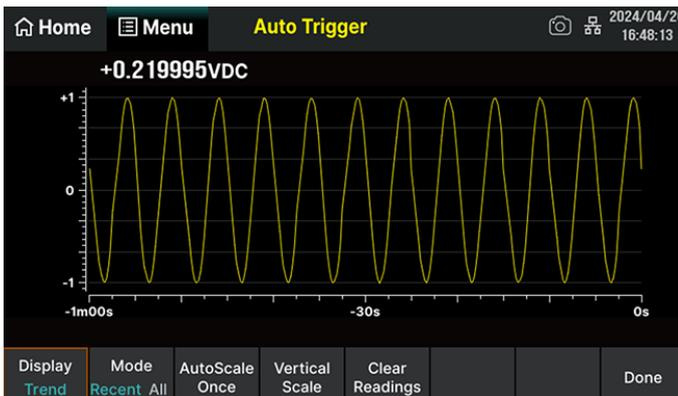 Home Menu Auto Trigger 2024/04/2
16:48:13
+0.219995VDC
+1
0
-1
-1m00s -30s 0s
Display Mode AutoScale Vertical Clear
Trend Recent All Once Scale Readings Done